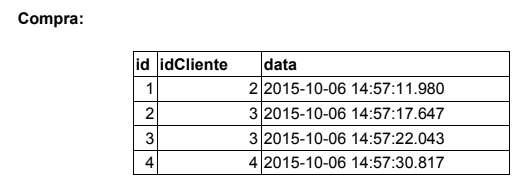 Compra:
id idCliente data
1 2 2015-10-06 14:57:11.980
2 3 2015-10-06 14:57:17.647
3 3 2015-10-06 14:57:22.043
4 4 2015-10-06 14:57:30.817